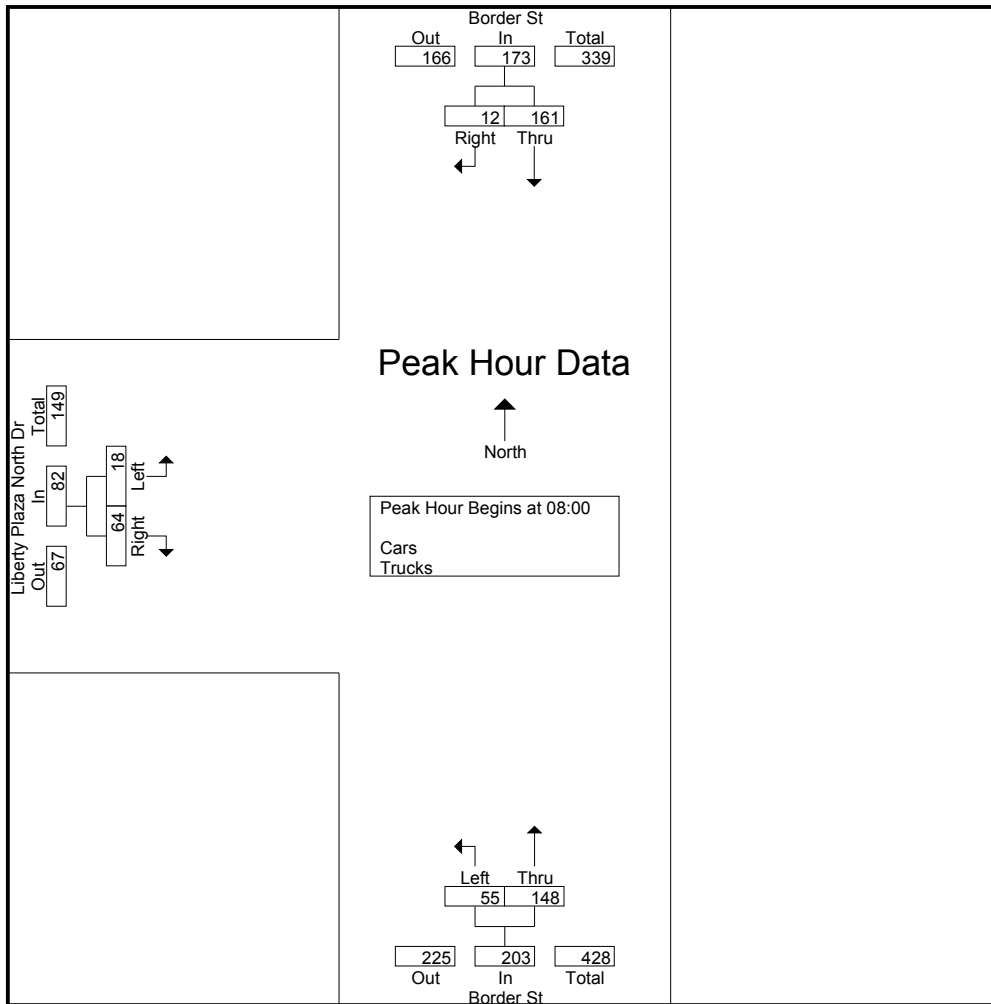 Border St
Out In Total
166 173 339
12 161
Right Thru
Peak Hour Data
North
Peak Hour Begins at 08:00
Cars
Trucks
Liberty Plaza North Dr
Out In Total
67 82 149
64 18
Right Left
Left Thru
55 148
225 203 428
Out In Total
Border St